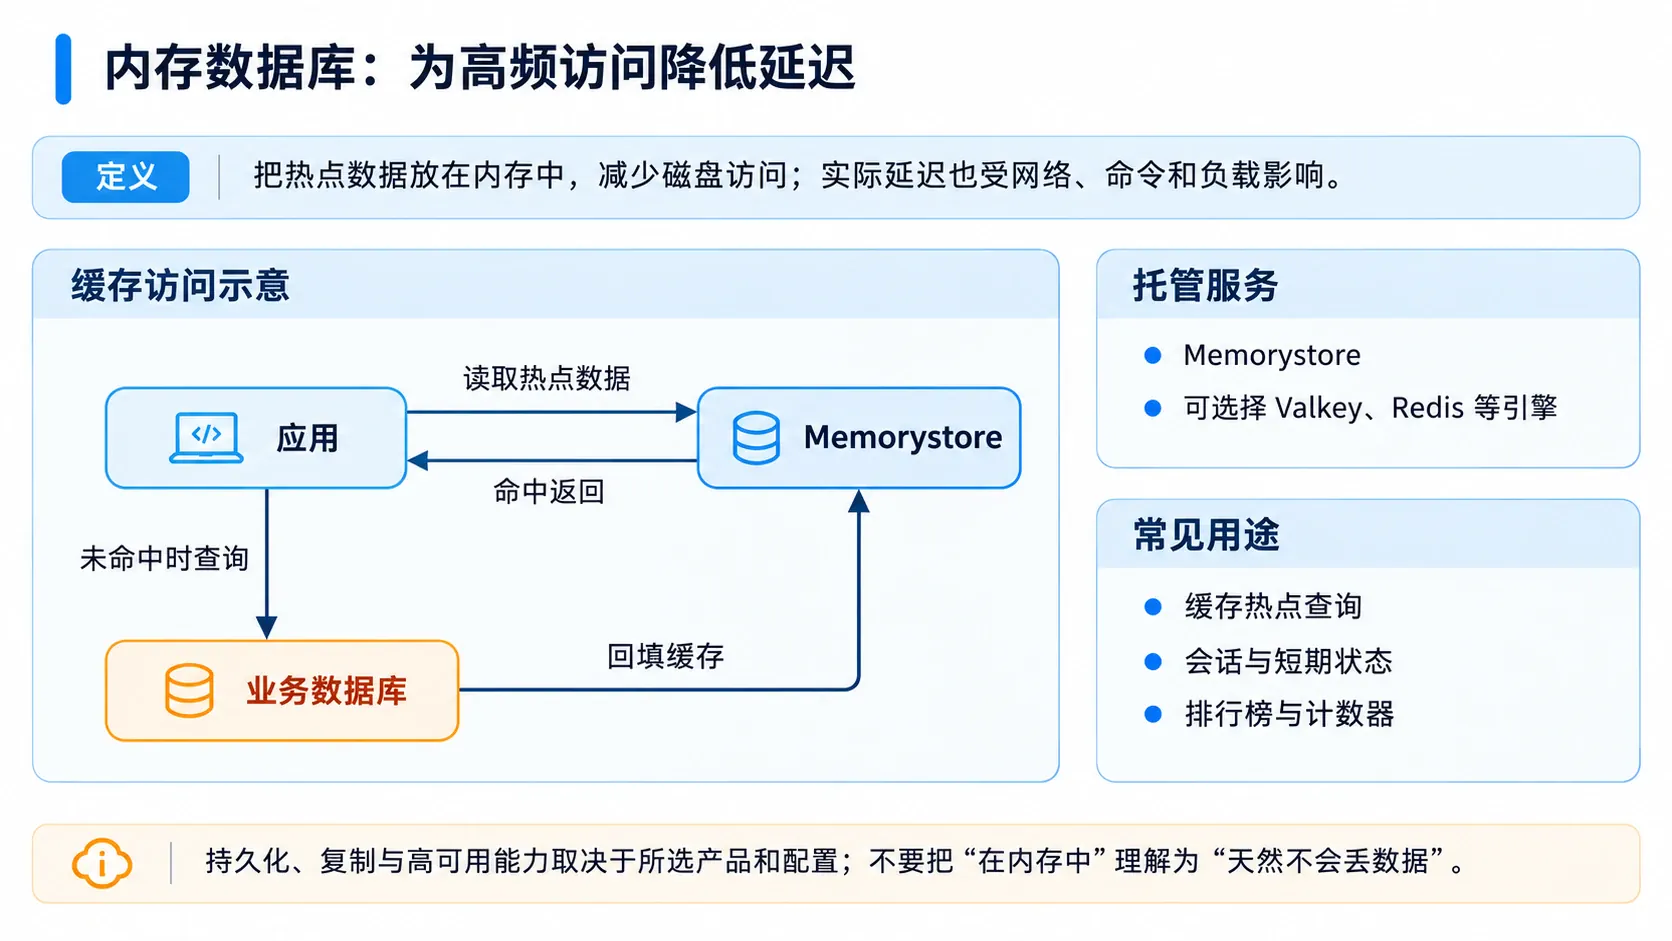 内存数据库：为高频访问降低延迟
定义
把热点数据放在内存中，减少磁盘访问；实际延迟也受网络、命令和负载影响。
缓存访问示意
读取热点数据
</>
应用
Memorystore
命中返回
未命中时查询
业务数据库
回填缓存
托管服务
Memorystore
可选择 Valkey、Redis 等引擎
常见用途
缓存热点查询
会话与短期状态
排行榜与计数器
持久化、复制与高可用能力取决于所选产品和配置；不要把“在内存中”理解为“天然不会丢数据”。